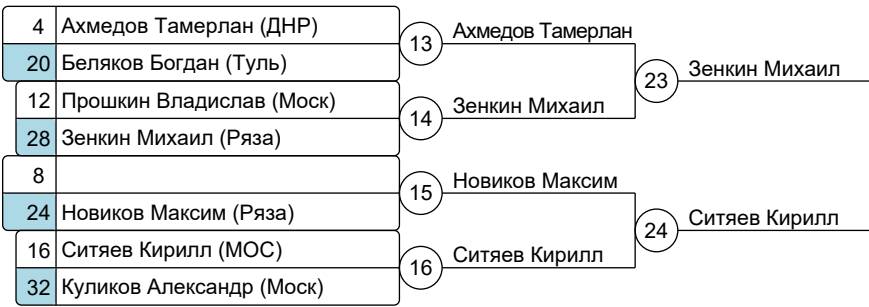 4 Ахмедов Тамерлан (ДНР)
13 Ахмедов Тамерлан
20 Беляков Богдан (Туль)
23 Зенкин Михаил
12 Прошкин Владислав (Моск)
14 Зенкин Михаил
28 Зенкин Михаил (Ряза)
8
15 Новиков Максим
24 Новиков Максим (Ряза)
24 Ситяев Кирилл
16 Ситяев Кирилл (МОС)
16 Ситяев Кирилл
32 Куликов Александр (Моск)